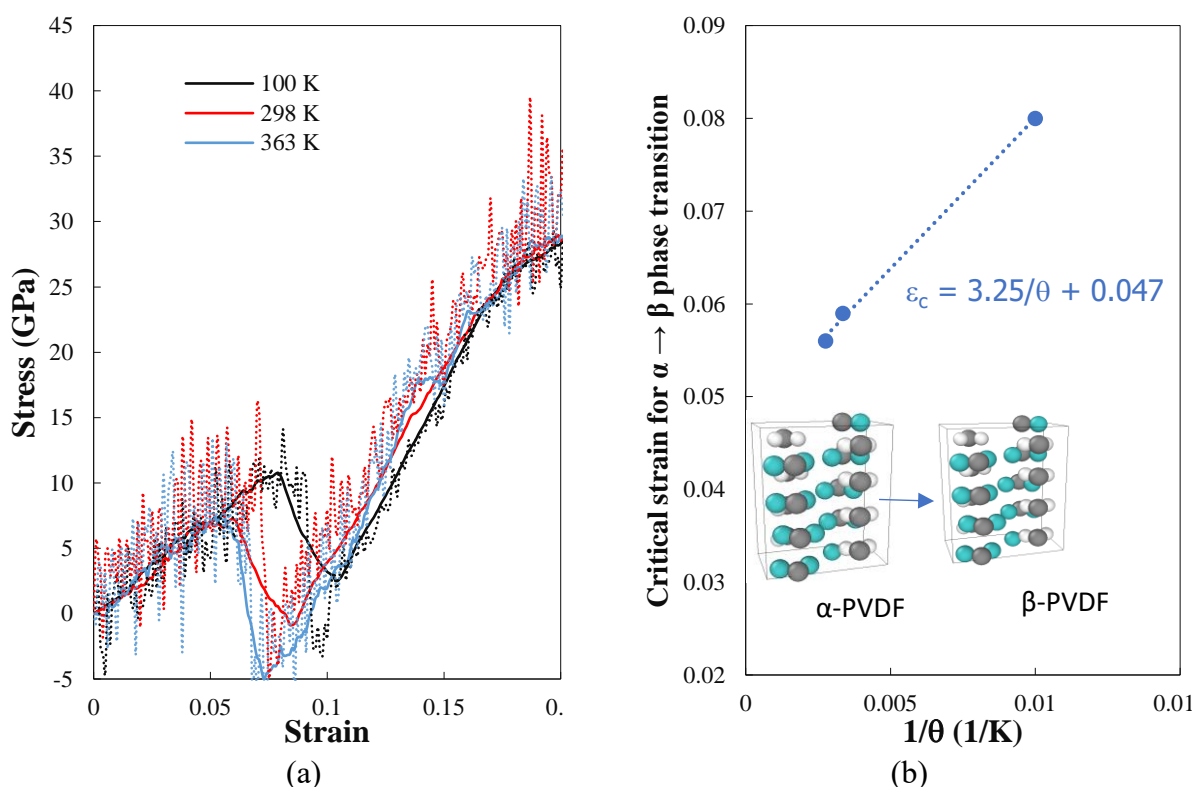 45
40
35
30
25
20
15
10
5
0
-5
Stress (GPa)
100 K
298 K
363 K
0
0.05
0.1
0.15
0.
Strain
(a)
0.09
0.08
0.07
0.06
0.05
0.04
0.03
0.02
Critical strain for α → β phase transition
εc = 3.25/θ + 0.047
α-PVDF
β-PVDF
0
0.005
0.01
0.01
1/θ (1/K)
(b)